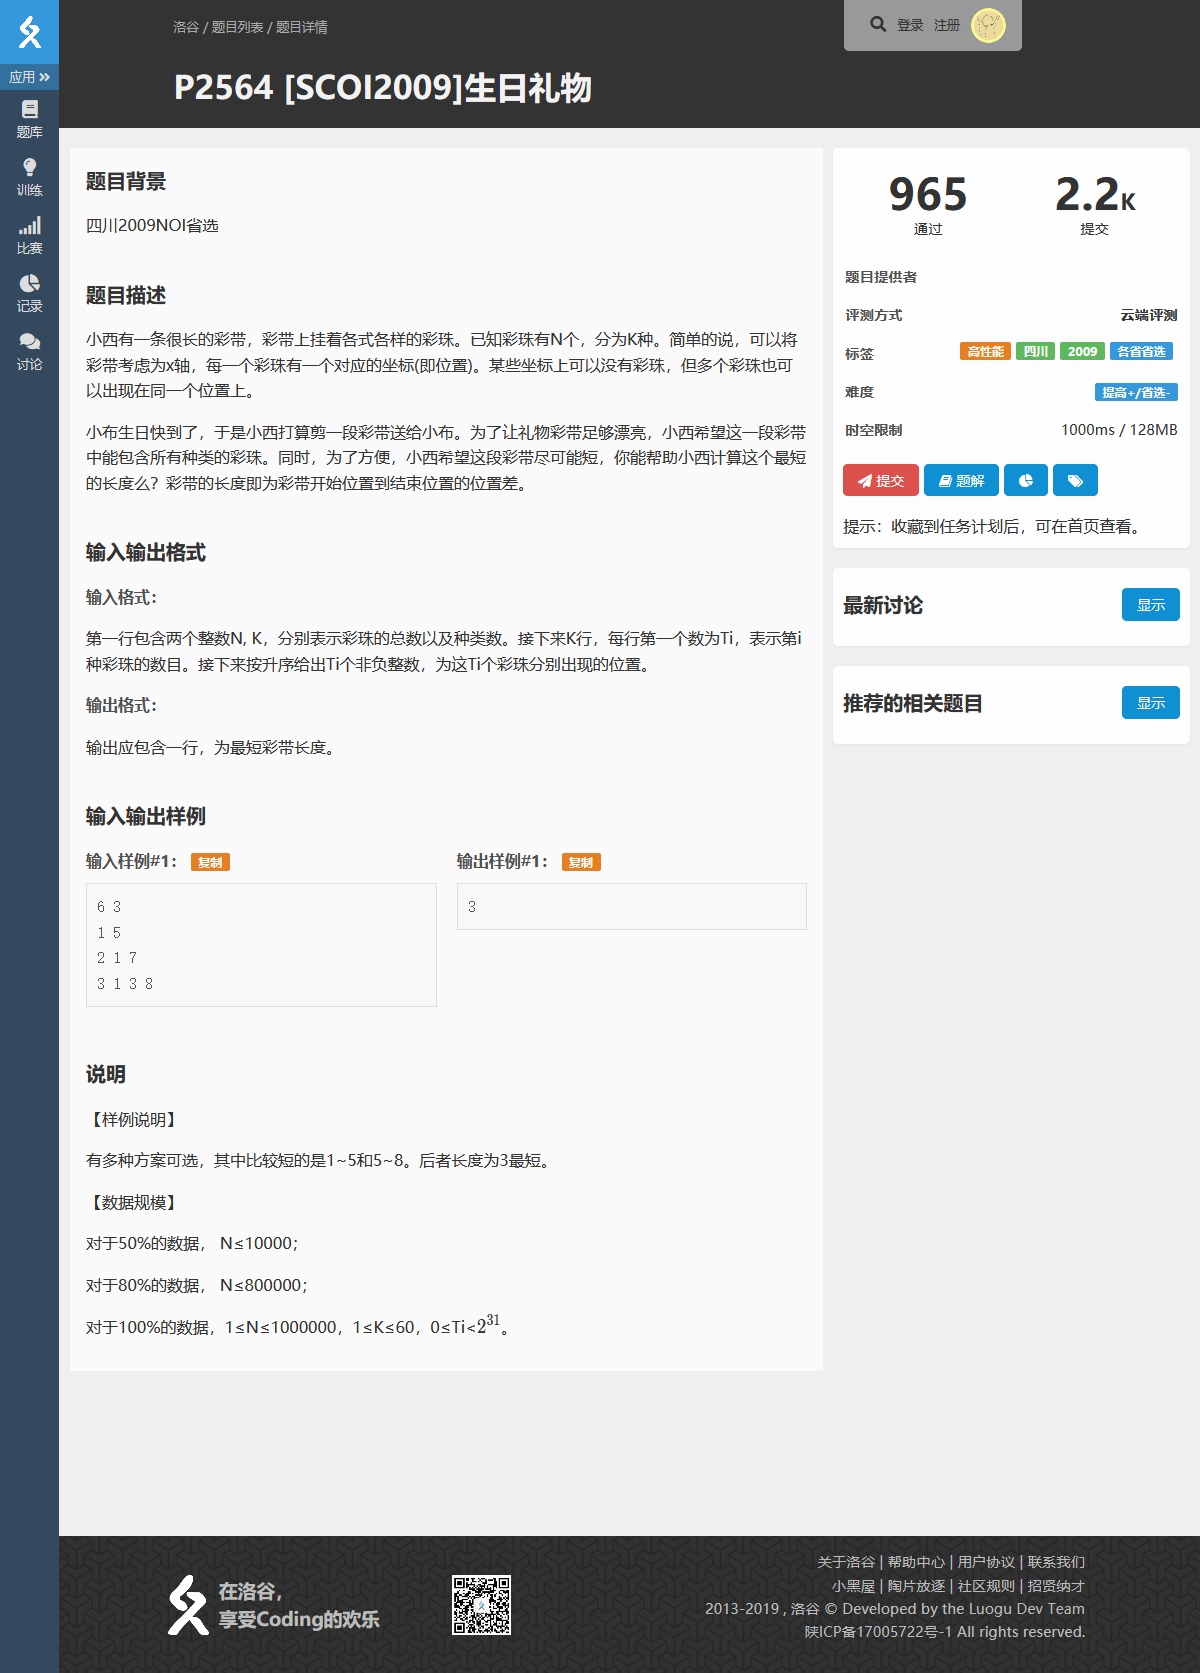 洛谷 / 题目列表 / 题目详情
登录 注册
P2564 [SCOI2009]生日礼物
应用
题库
训练
比赛
记录
讨论
题目背景
四川2009NOI省选
题目描述
小西有一条很长的彩带，彩带上挂着各式各样的彩珠。已知彩珠有N个，分为K种。简单的说，可以将
彩带考虑为x轴，每一个彩珠有一个对应的坐标(即位置)。某些坐标上可以没有彩珠，但多个彩珠也可
以出现在同一个位置上。
小布生日快到了，于是小西打算剪一段彩带送给小布。为了让礼物彩带足够漂亮，小西希望这一段彩带
中能包含所有种类的彩珠。同时，为了方便，小西希望这段彩带尽可能短，你能帮助小西计算这个最短
的长度么？彩带的长度即为彩带开始位置到结束位置的位置差。
输入输出格式
输入格式：
第一行包含两个整数N, K，分别表示彩珠的总数以及种类数。接下来K行，每行第一个数为Ti，表示第i
种彩珠的数目。接下来按升序给出Ti个非负整数，为这Ti个彩珠分别出现的位置。
输出格式：
输出应包含一行，为最短彩带长度。
输入输出样例
输入样例#1： 复制
6 3
1 5
2 1 7
3 1 3 8
输出样例#1： 复制
3
说明
【样例说明】
有多种方案可选，其中比较短的是1~5和5~8。后者长度为3最短。
【数据规模】
对于50%的数据， N≤10000；
对于80%的数据， N≤800000；
对于100%的数据，1≤N≤1000000，1≤K≤60，0≤Ti<2^31。
965 2.2K
通过 提交
题目提供者
评测方式 云端评测
标签 高性能 四川 2009 各省省选
难度 提高+/省选-
时空限制 1000ms / 128MB
提交 题解
提示：收藏到任务计划后，可在首页查看。
最新讨论 显示
推荐的相关题目 显示
在洛谷，
享受Coding的欢乐
关于洛谷 | 帮助中心 | 用户协议 | 联系我们
小黑屋 | 陶片放逐 | 社区规则 | 招贤纳才
2013-2019 , 洛谷 © Developed by the Luogu Dev Team
陕ICP备17005722号-1 All rights reserved.